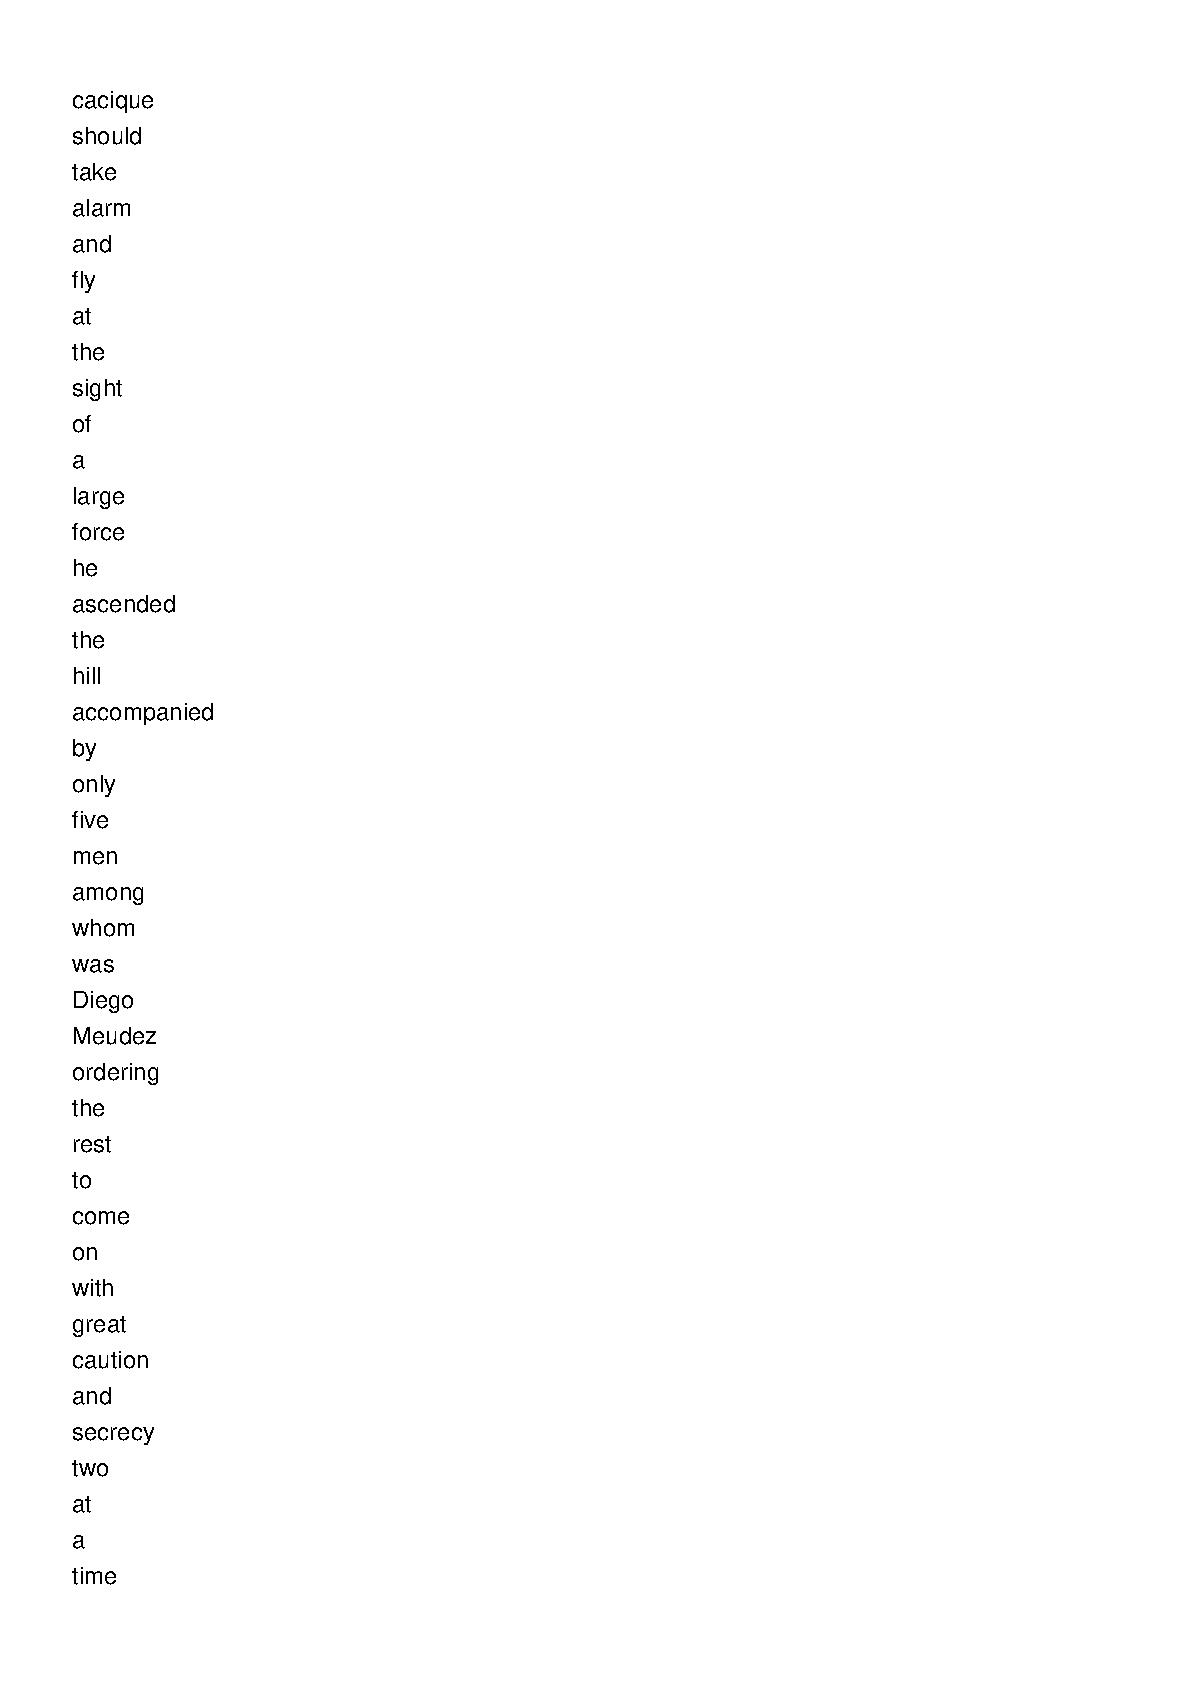 cacique
should
take
alarm
and
fly
at
the
sight
of
a
large
force
he
ascended
the
hill
accompanied
by
only
five
men
among
whom
was
Diego
Meudez
ordering
the
rest
to
come
on
with
great
caution
and
secrecy
two
at
a
time